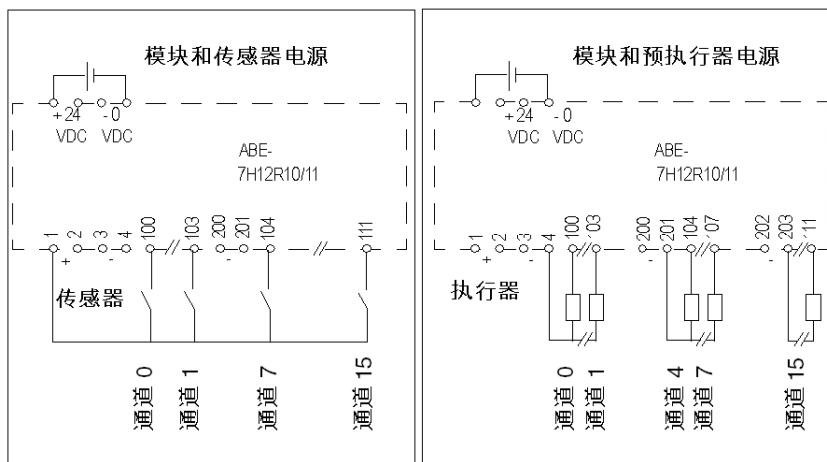 模块和传感器电源
+24 - 0
VDC VDC
ABE-
7H12R10/11
1 2 3 4 100 103 200 201 104 111
+ - -
传感器
通道 0 通道 1 通道 7 通道 15
模块和预执行器电源
+24 - 0
VDC VDC
ABE-
7H12R10/11
1 2 3 4 100 '03 200 201 104 '07 202 203 '11
+ - - -
执行器
通道 0 通道 1 通道 4 通道 7 通道 15